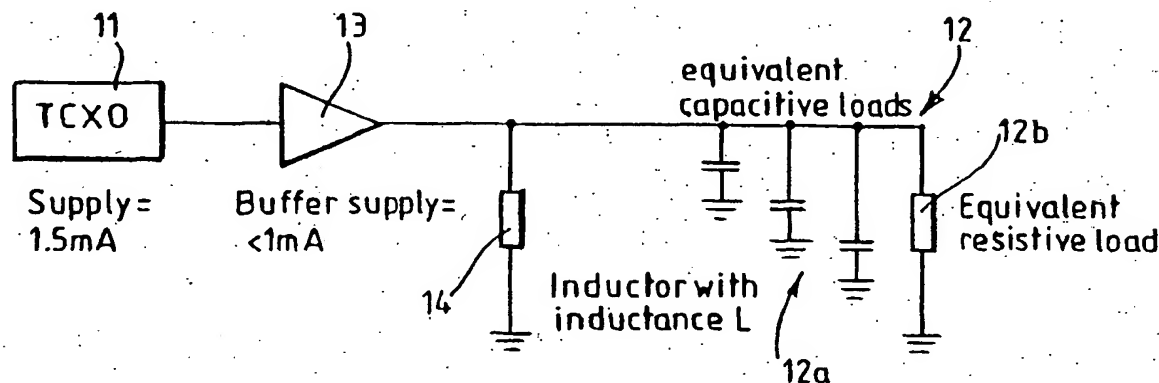 11
13
12
equivalent
capacitive loads
TCXO
12b
Supply=
1.5mA
Buffer supply=
<1mA
Equivalent
resistive load
14
Inductor with
inductance L
12a